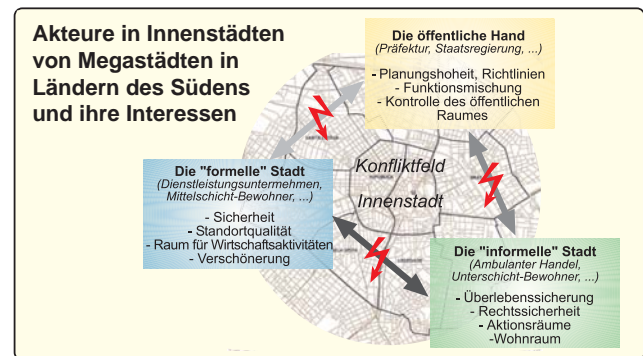 Akteure in Innenstädten
von Megastädten in
Ländern des Südens
und ihre Interessen
Die öffentliche Hand
(Präfektur, Staatsregierung, ...)
- Planungshoheit, Richtlinien
- Funktionsmischung
- Kontrolle des öffentlichen
Raumes
Die "formelle" Stadt
(Dienstleistungsunternehmen,
Mittelschicht-Bewohner, ...)
- Sicherheit
- Standortqualität
- Raum für Wirtschaftsaktivitäten
- Verschönerung
Konfliktfeld
Innenstadt
Die "informelle" Stadt
(Ambulanter Handel,
Unterschicht-Bewohner, ...)
- Überlebenssicherung
- Rechtssicherheit
- Aktionsräume
-Wohnraum